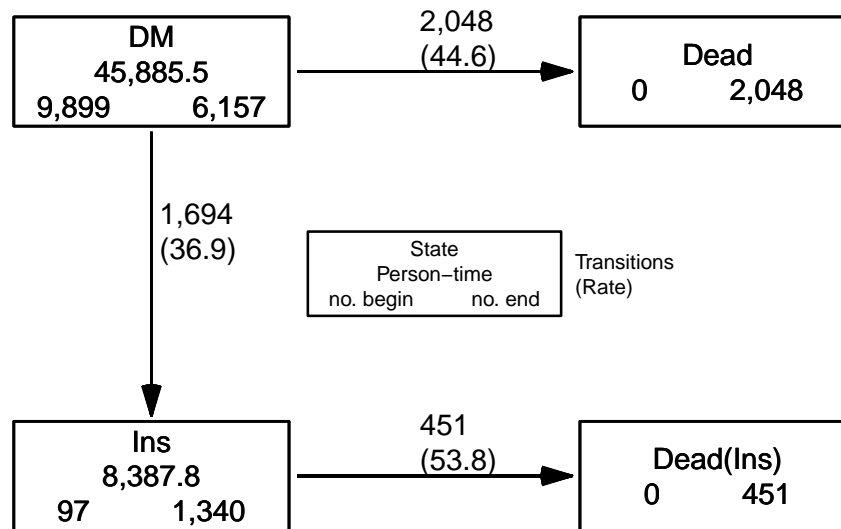 DM
45,885.5
9,899 6,157
2,048
(44.6)
Dead
0 2,048
1,694
(36.9)
State
Person−time
no. begin no. end
Transitions
(Rate)
Ins
8,387.8
97 1,340
451
(53.8)
Dead(Ins)
0 451